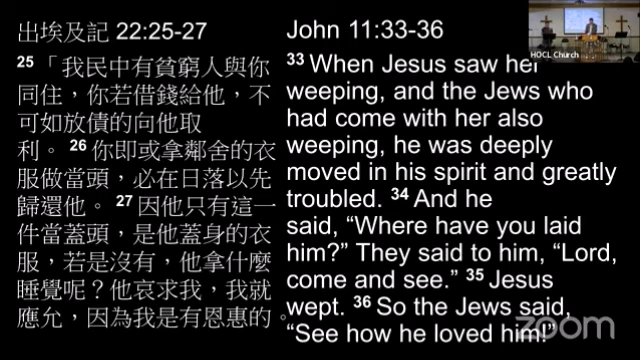 出埃及記 22:25-27
25 「我民中有貧窮人與你
同住，你若借錢給他，不
可如放債的向他取
利。 26 你即或拿鄰舍的衣
服做當頭，必在日落以先
歸還他。 27 因他只有這一
件當蓋頭，是他蓋身的衣
服，若是沒有，他拿什麼
睡覺呢？他哀求我，我就
應允，因為我是有恩惠的。
John 11:33-36
33 When Jesus saw her
weeping, and the Jews who
had come with her also
weeping, he was deeply
moved in his spirit and greatly
troubled. 34 And he
said, “Where have you laid
him?” They said to him, “Lord,
come and see.” 35 Jesus
wept. 36 So the Jews said,
“See how he loved him!”
HOCL Church
zoom